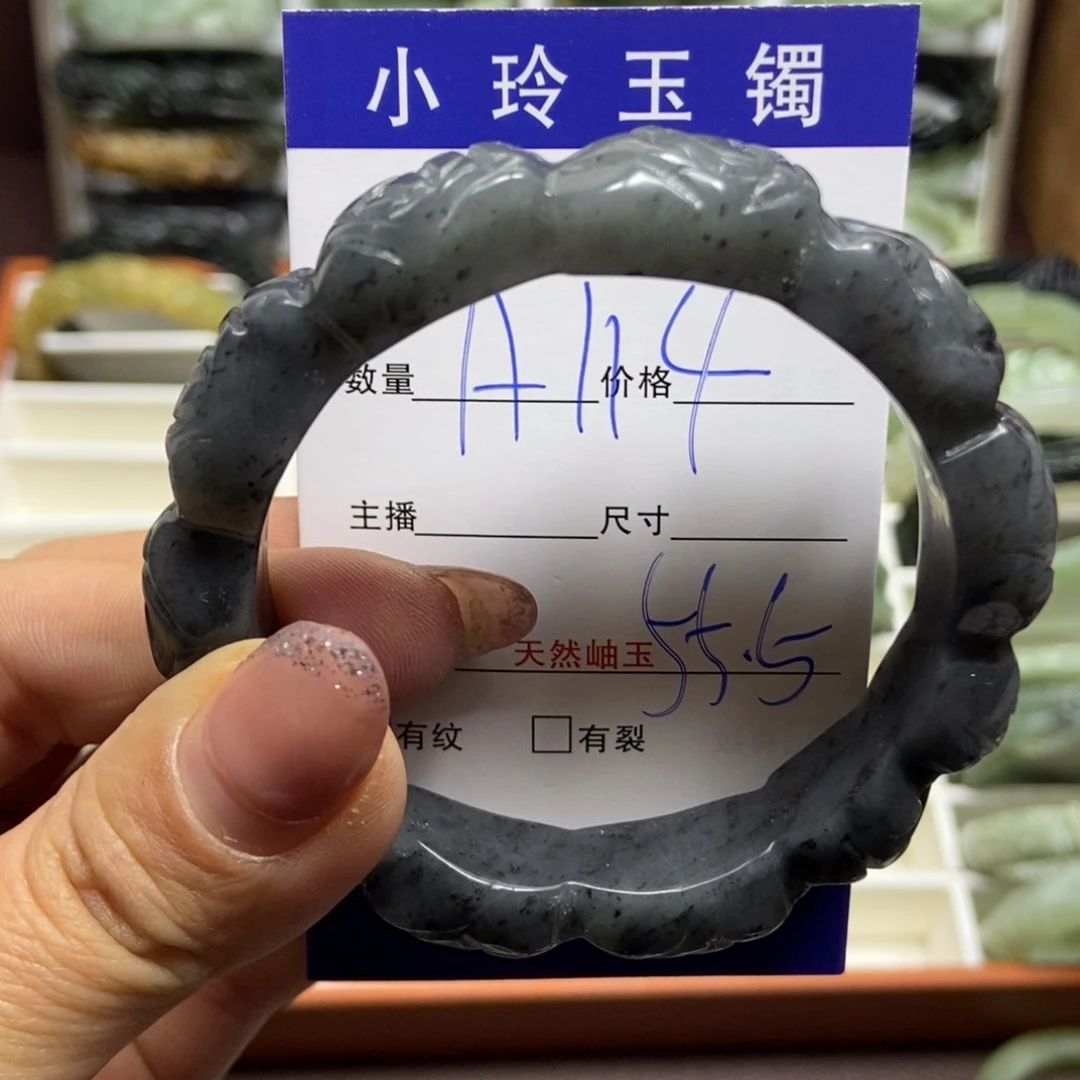 小玲玉镯
数量 A114 价格
主播 尺寸
天然岫玉 55.5
有纹 □有裂